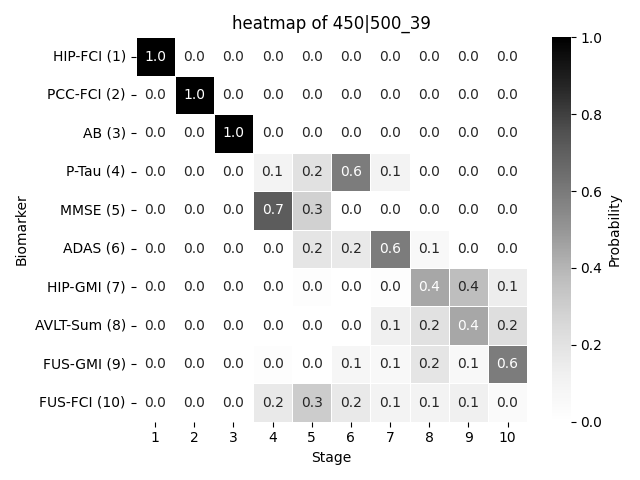 heatmap of 450|500_39
HIP-FCI (1) 1.0 0.0 0.0 0.0 0.0 0.0 0.0 0.0 0.0 0.0
PCC-FCI (2) 0.0 1.0 0.0 0.0 0.0 0.0 0.0 0.0 0.0 0.0
AB (3) 0.0 0.0 1.0 0.0 0.0 0.0 0.0 0.0 0.0 0.0
P-Tau (4) 0.0 0.0 0.0 0.1 0.2 0.6 0.1 0.0 0.0 0.0
MMSE (5) 0.0 0.0 0.0 0.7 0.3 0.0 0.0 0.0 0.0 0.0
ADAS (6) 0.0 0.0 0.0 0.0 0.2 0.2 0.6 0.1 0.0 0.0
HIP-GMI (7) 0.0 0.0 0.0 0.0 0.0 0.0 0.0 0.4 0.4 0.1
AVLT-Sum (8) 0.0 0.0 0.0 0.0 0.0 0.0 0.1 0.2 0.4 0.2
FUS-GMI (9) 0.0 0.0 0.0 0.0 0.0 0.1 0.1 0.2 0.1 0.6
FUS-FCI (10) 0.0 0.0 0.0 0.2 0.3 0.2 0.1 0.1 0.1 0.0
1 2 3 4 5 6 7 8 9 10
Stage
Biomarker
1.0
0.8
0.6
0.4
0.2
0.0
Probability